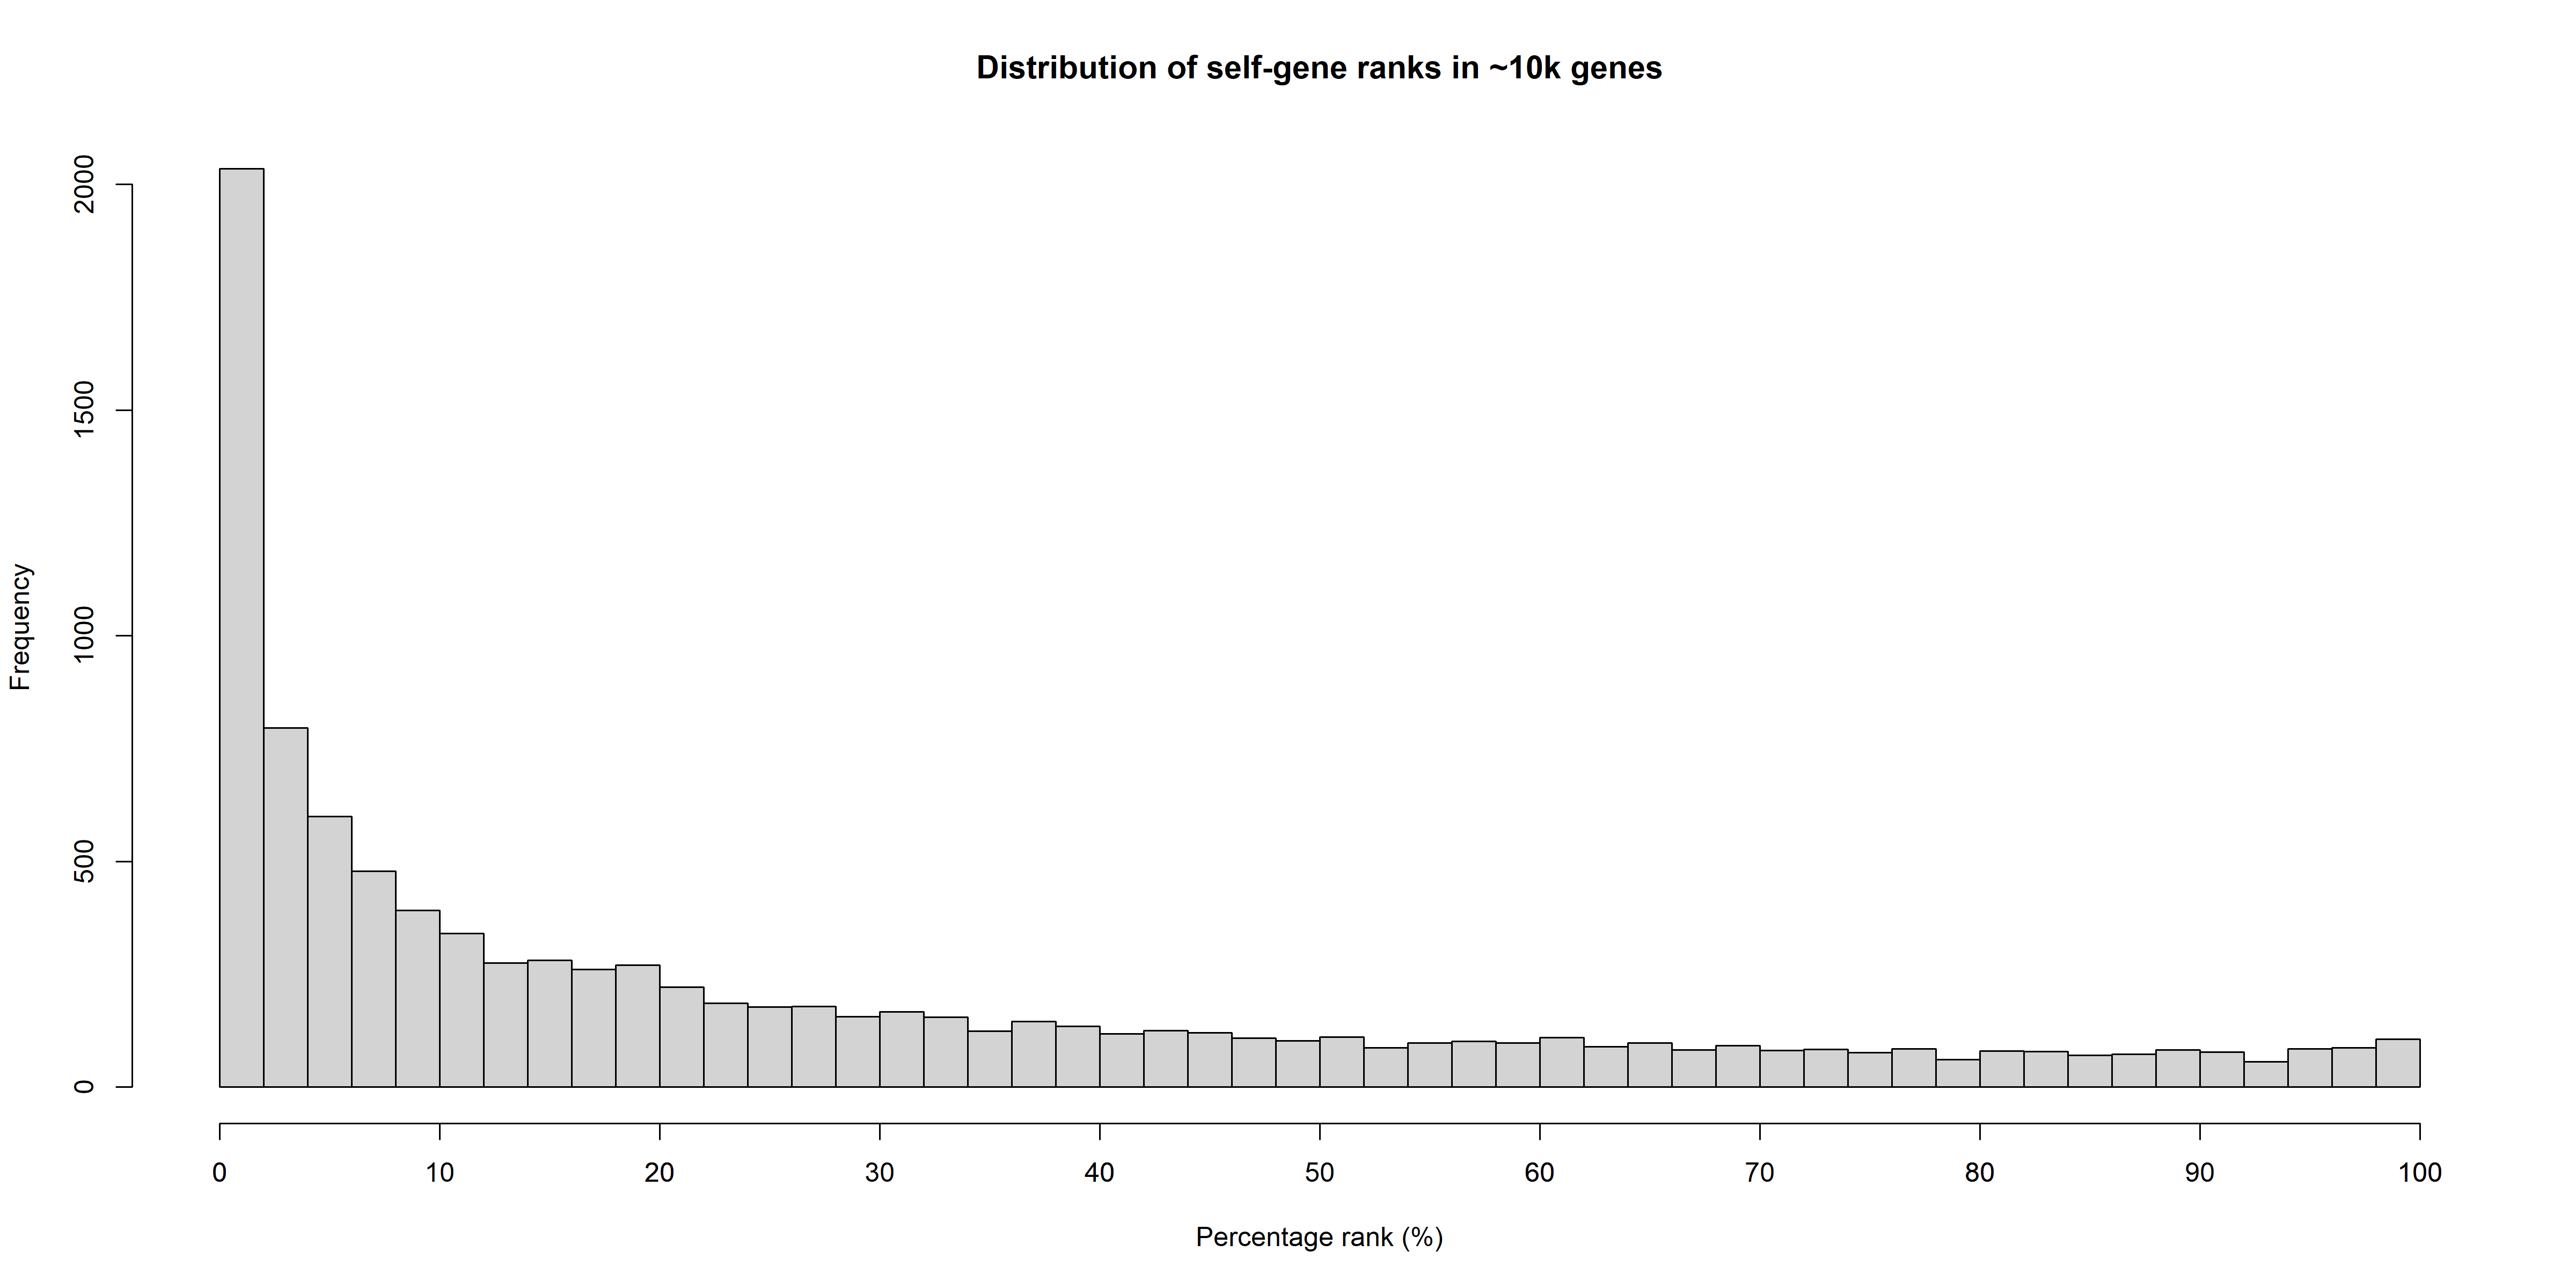 Distribution of self-gene ranks in ~10k genes
2000
1500
1000
500
0
Frequency
0 10 20 30 40 50 60 70 80 90 100
Percentage rank (%)